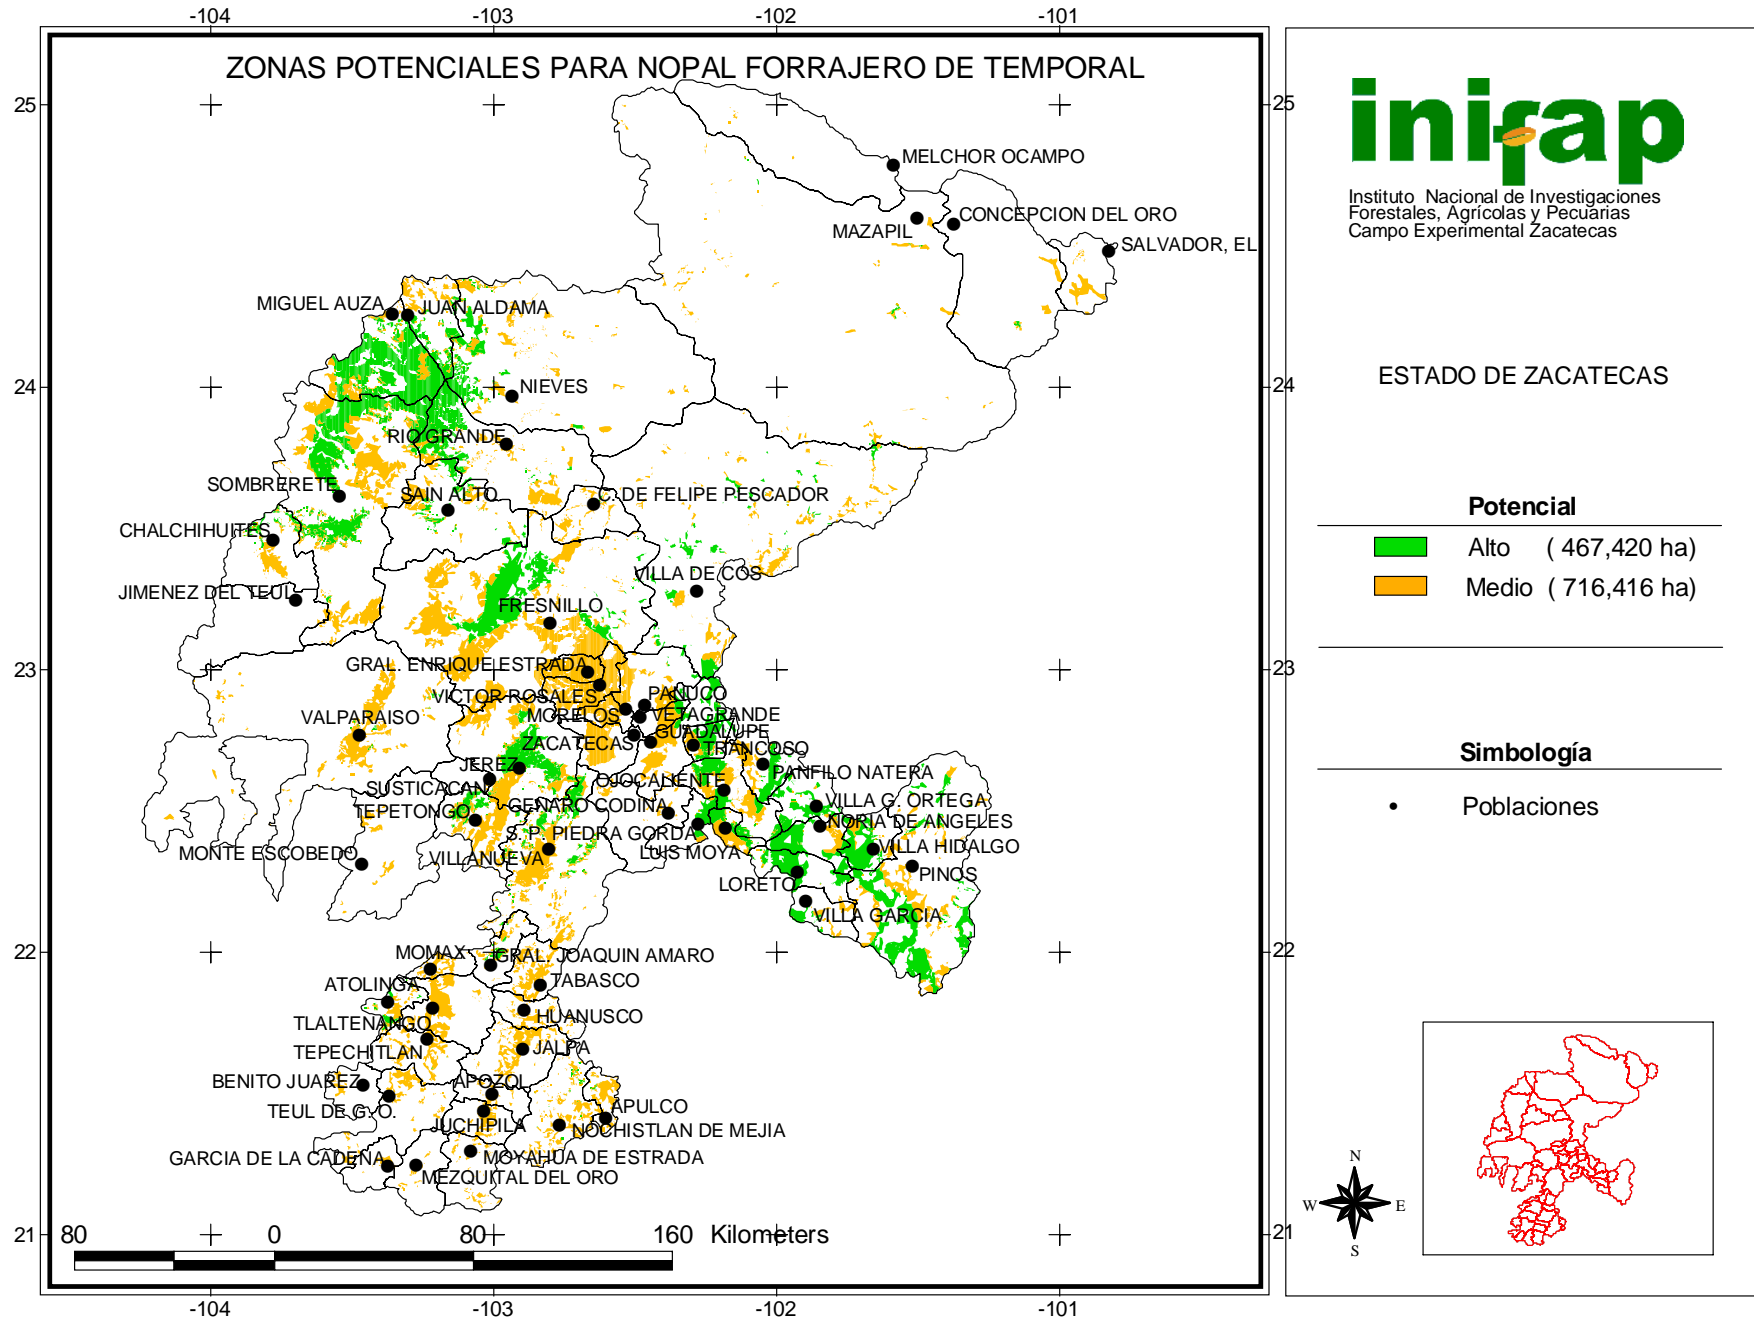 -104 -103 -102 -101
ZONAS POTENCIALES PARA NOPAL FORRAJERO DE TEMPORAL
25 25
MELCHOR OCAMPO
CONCEPCION DEL ORO
MAZAPIL
SALVADOR, EL
MIGUEL AUZA
JUAN ALDAMA
24 24
NIEVES
RIO GRANDE
SOMBRERETE
SAIN ALTO
C. DE FELIPE PESCADOR
CHALCHIHUITES
VILLA DE COS
JIMENEZ DEL TEUL
FRESNILLO
23 23
GRAL. ENRIQUE ESTRADA
VICTOR ROSALES
PANUCO
VALPARAISO
MORELOS
VETAGRANDE
GUADALUPE
ZACATECAS
TRANCOSO
JEREZ
PANFILO NATERA
OJOCALIENTE
SUSTICACAN
GENARO CODINA
VILLA G. ORTEGA
TEPETONGO
NORIA DE ANGELES
S. P. PIEDRA GORDA
VILLA HIDALGO
MONTE ESCOBEDO
VILLANUEVA
LUIS MOYA
PINOS
LORETO
VILLA GARCIA
22 22
MOMAX
GRAL. JOAQUIN AMARO
ATOLINGA
TABASCO
TLALTENANGO
HUANUSCO
TEPECHITLAN
JALPA
BENITO JUAREZ
APOZOL
TEUL DE G. O.
APULCO
JUCHIPILA
NOCHISTLAN DE MEJIA
GARCIA DE LA CADENA
MOYAHUA DE ESTRADA
MEZQUITAL DEL ORO
21 21
80 0 80 160 Kilometers
-104 -103 -102 -101
inifap
Instituto Nacional de Investigaciones
Forestales, Agrícolas y Pecuarias
Campo Experimental Zacatecas
ESTADO DE ZACATECAS
Potencial
Alto ( 467,420 ha)
Medio ( 716,416 ha)
Simbología
Poblaciones
N
W E
S